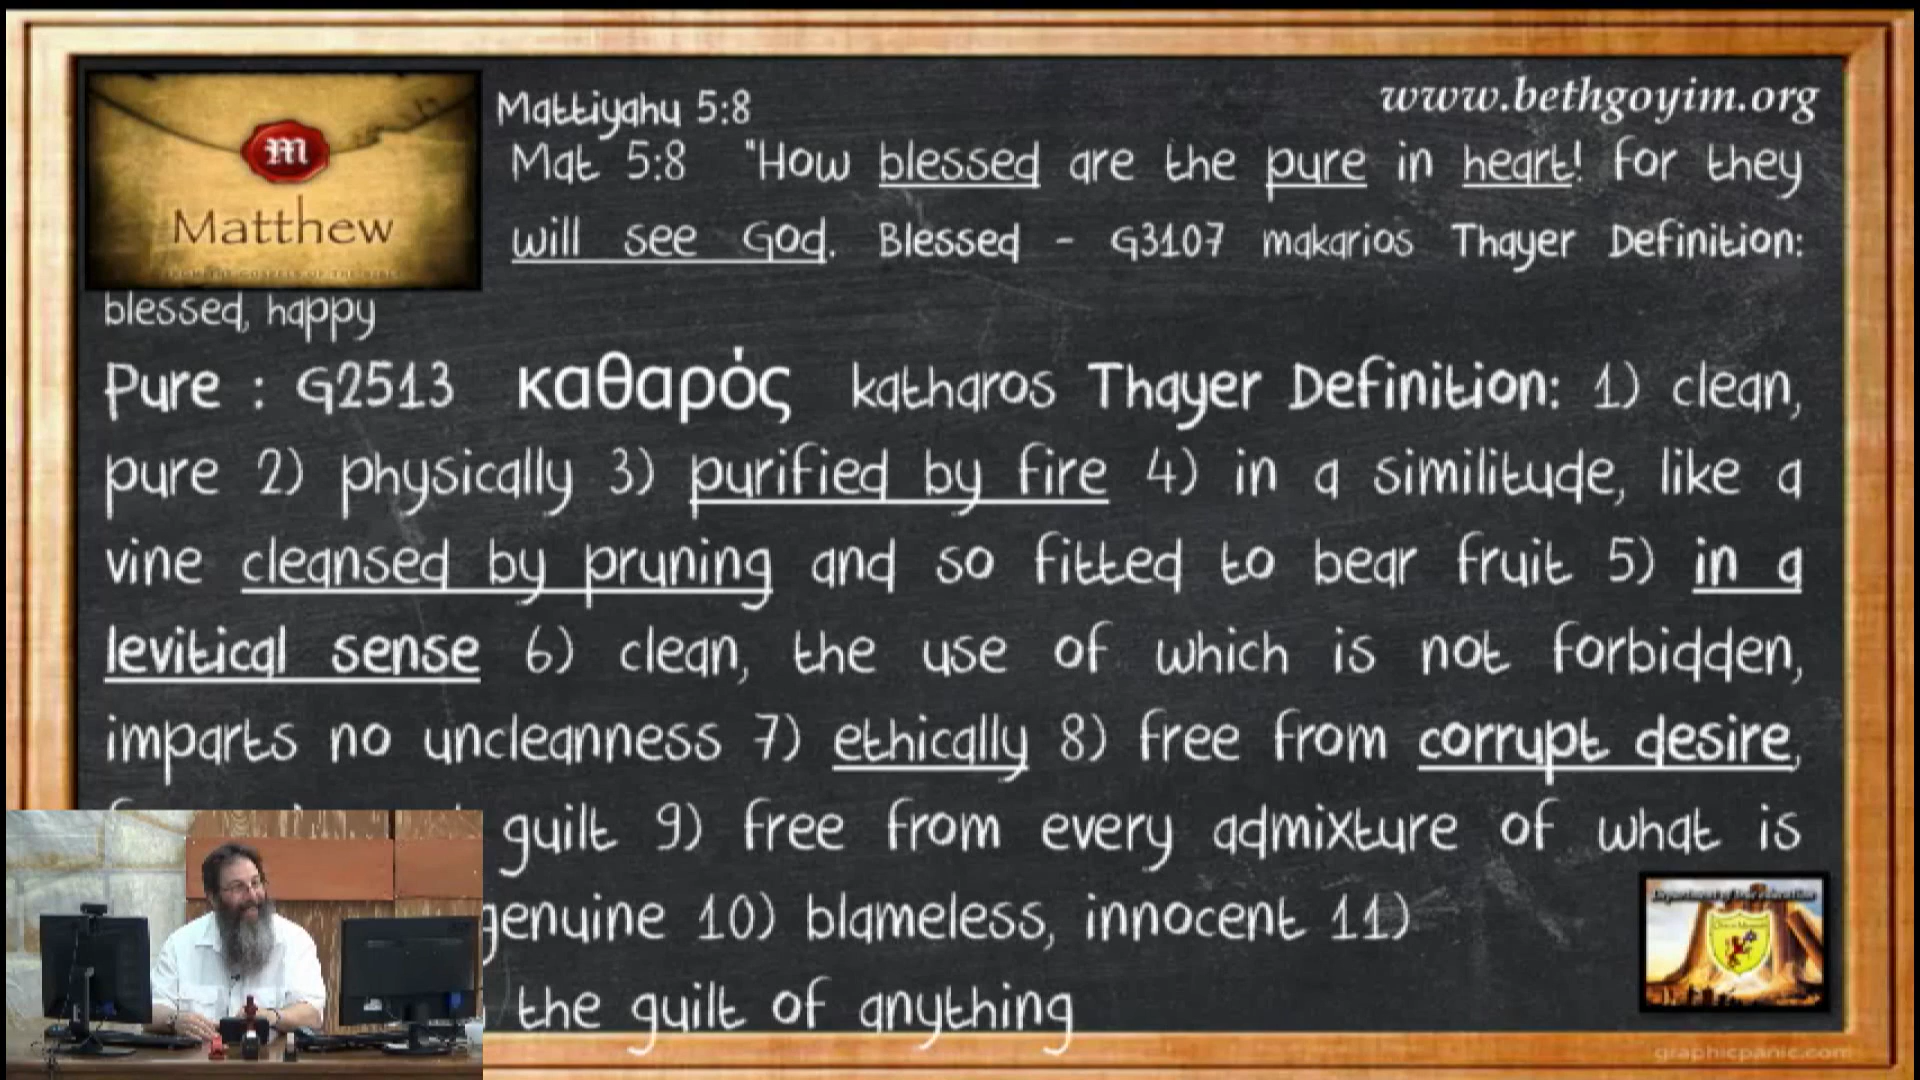 www.bethgoyim.org
m
Matthew
Mattiyahu 5:8
Mat 5:8 "How blessed are the pure in heart! for they
will see God. Blessed - G3107 makarios Thayer Definition:
blessed, happy
Pure : G2513 καθαρός katharos Thayer Definition: 1) clean,
pure 2) physically 3) purified by fire 4) in a similitude, like a
vine cleansed by pruning and so fitted to bear fruit 5) in a
levitical sense 6) clean, the use of which is not forbidden,
imparts no uncleanness 7) ethically 8) free from corrupt desire,
guilt 9) free from every admixture of what is
genuine 10) blameless, innocent 11)
the guilt of anything
graphicpanic.com